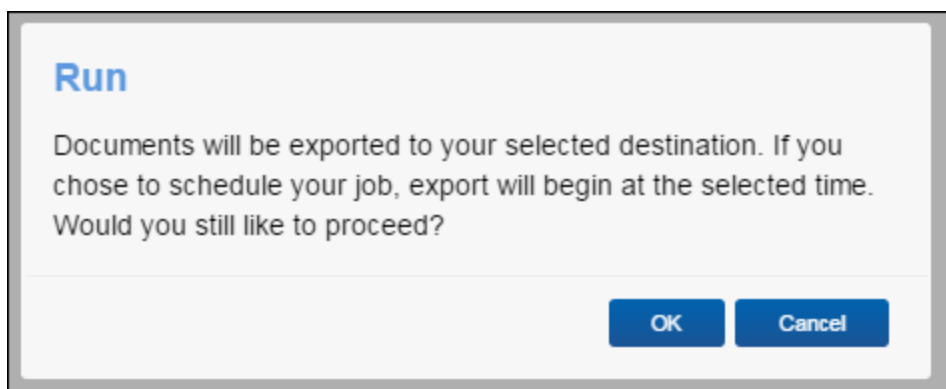 Run
Documents will be exported to your selected destination. If you
chose to schedule your job, export will begin at the selected time.
Would you still like to proceed?
OK Cancel